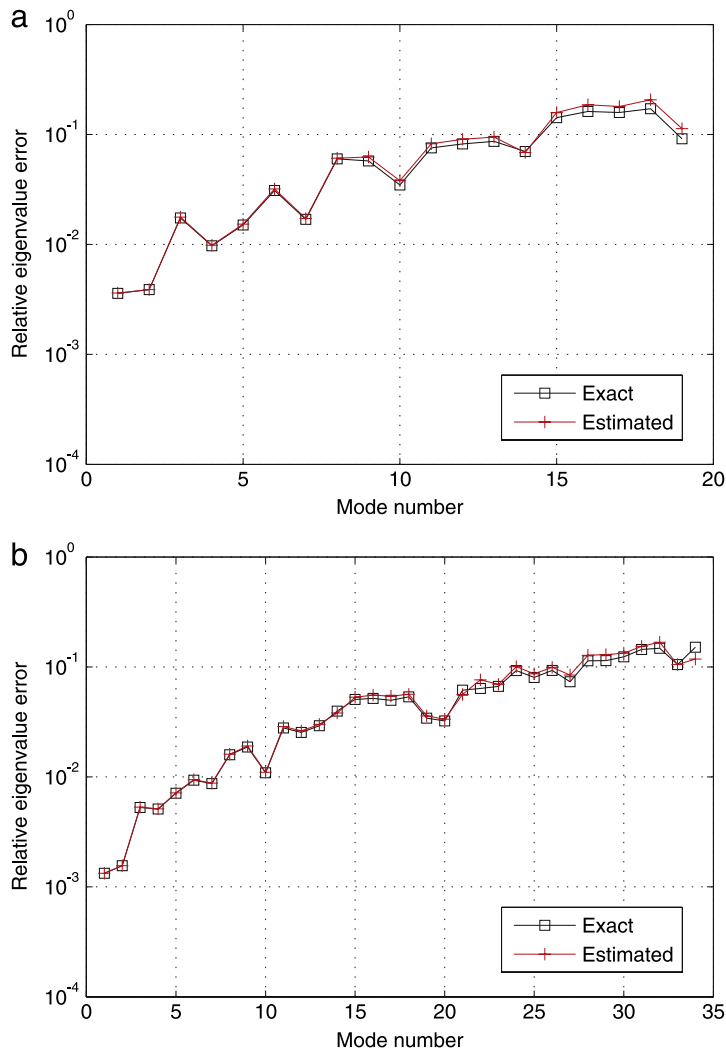 a
10^0
10^-1
10^-2
10^-3
10^-4
Relative eigenvalue error
0 5 10 15 20
Mode number
Exact
Estimated
b
10^0
10^-1
10^-2
10^-3
10^-4
Relative eigenvalue error
0 5 10 15 20 25 30 35
Mode number
Exact
Estimated